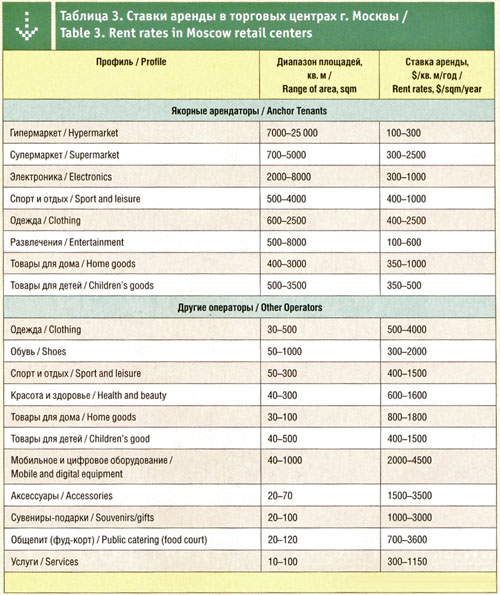 Таблица 3. Ставки аренды в торговых центрах г. Москвы /
Table 3. Rent rates in Moscow retail centers
Профиль / Profile
Диапазон площадей,
кв. м /
Range of area, sqm
Ставка аренды,
$/кв. м/год /
Rent rates, $/sqm/year
Якорные арендаторы / Anchor Tenants
Гипермаркет / Hypermarket 7000–25 000 100–300
Супермаркет / Supermarket 700–5000 300–2500
Электроника / Electronics 2000–8000 300–1000
Спорт и отдых / Sport and leisure 500–4000 400–1000
Одежда / Clothing 600–2500 400–2500
Развлечения / Entertainment 500–8000 100–600
Товары для дома / Home goods 400–3000 350–1000
Товары для детей / Children's goods 500–3500 350–500
Другие операторы / Other Operators
Одежда / Clothing 30–500 500–4000
Обувь / Shoes 50–1000 300–2000
Спорт и отдых / Sport and leisure 50–300 400–1500
Красота и здоровье / Health and beauty 40–300 600–1600
Товары для дома / Home goods 30–100 800–1800
Товары для детей / Children's good 40–500 400–1500
Мобильное и цифровое оборудование / 40–1000 2000–4500
Mobile and digital equipment
Аксессуары / Accessories 20–70 1500–3500
Сувениры-подарки / Souvenirs/gifts 20–100 1000–3000
Общепит (фуд-корт) / Public catering (food court) 20–120 700–3600
Услуги / Services 10–100 300–1150